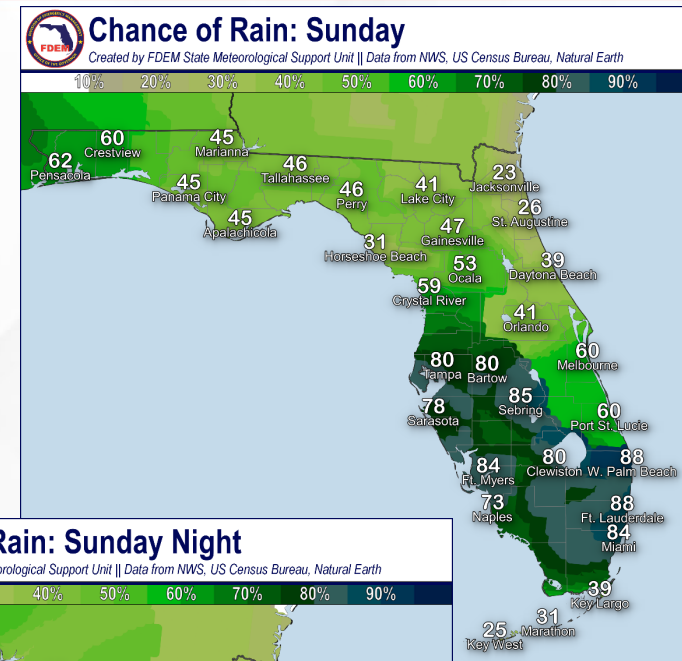 FDEM
Chance of Rain: Sunday
Created by FDEM State Meteorological Support Unit || Data from NWS, US Census Bureau, Natural Earth
10% 20% 30% 40% 50% 60% 70% 80% 90%
60
Crestview
45
Marianna
62
Pensacola
46
Tallahassee
23
Jacksonville
45
Panama City
46
Perry
41
Lake City
26
St. Augustine
45
Apalachicola
47
Gainesville
31
Horseshoe Beach
53
Ocala
39
Daytona Beach
59
Crystal River
41
Orlando
60
Melbourne
80
Tampa
80
Bartow
85
Sebring
78
Sarasota
60
Port St. Lucie
84
Ft. Myers
80
Clewiston
88
W. Palm Beach
73
Naples
88
Ft. Lauderdale
84
Miami
39
Key Largo
31
Marathon
25
Key West
Rain: Sunday Night
orological Support Unit || Data from NWS, US Census Bureau, Natural Earth
40% 50% 60% 70% 80% 90%